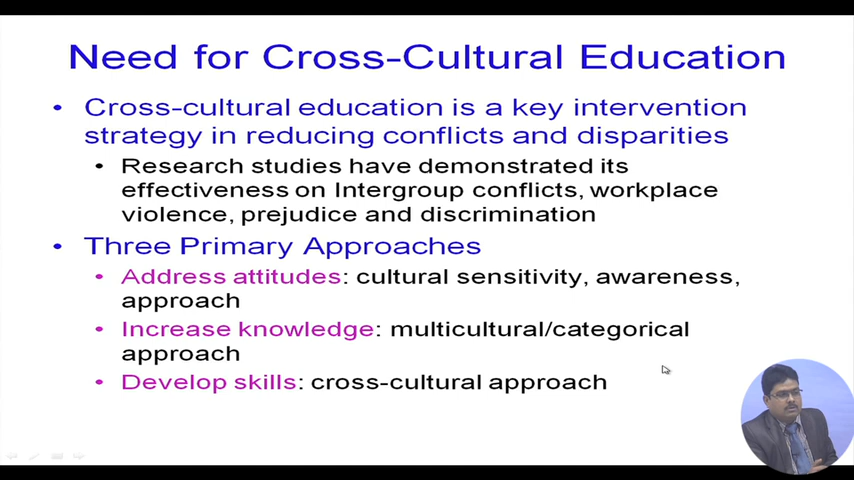 Need for Cross-Cultural Education
• Cross-cultural education is a key intervention
strategy in reducing conflicts and disparities
• Research studies have demonstrated its
effectiveness on Intergroup conflicts, workplace
violence, prejudice and discrimination
• Three Primary Approaches
• Address attitudes: cultural sensitivity, awareness,
approach
• Increase knowledge: multicultural/categorical
approach
• Develop skills: cross-cultural approach